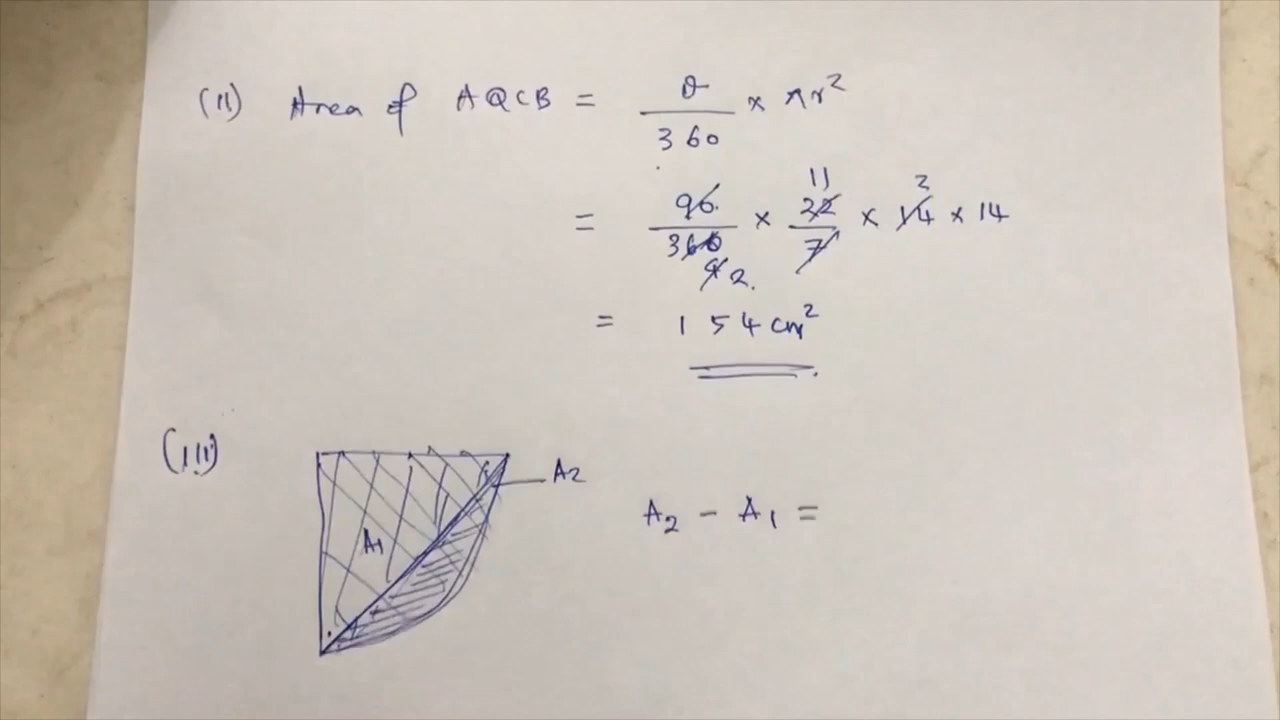 (II) Area of AQCB = θ/360 × πr²
= 90/360 × 22/7 × 14 × 14
11 2
4 2.
= 154 cm²
(III)
A2
A1
A2 - A1 =